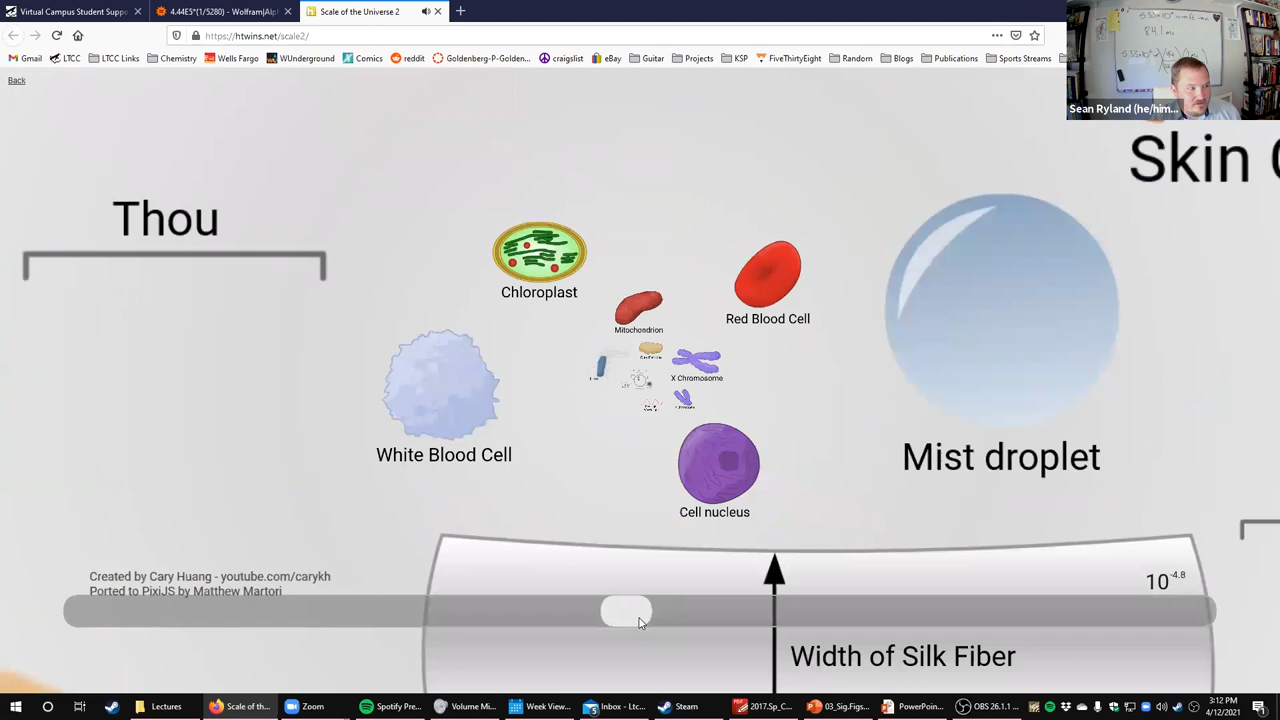 Virtual Campus Student Suppo
4.44E5*(1/5280) - Wolfram|Alp
Scale of the Universe 2
https://htwins.net/scale2/
Gmail
LTCC
LTCC Links
Chemistry
Wells Fargo
WUnderground
Comics
reddit
Goldenberg-P-Golden...
craigslist
eBay
Guitar
Projects
KSP
FiveThirtyEight
Random
Blogs
Publications
Sports Streams
Back
Sean Ryland (he/him...
Skin
Thou
Chloroplast
Mitochondrion
Red Blood Cell
X Chromosome
White Blood Cell
Mist droplet
Cell nucleus
Created by Cary Huang - youtube.com/carykh
Ported to PixiJS by Matthew Martori
10^-4.8
Width of Silk Fiber
Lectures
Scale of th...
Zoom
Spotify Pre...
Volume Mi...
Week View...
Inbox - Ltc...
Steam
2017.Sp_C...
03_Sig.Figs...
PowerPoin...
OBS 26.1.1 ...
3:12 PM
4/12/2021